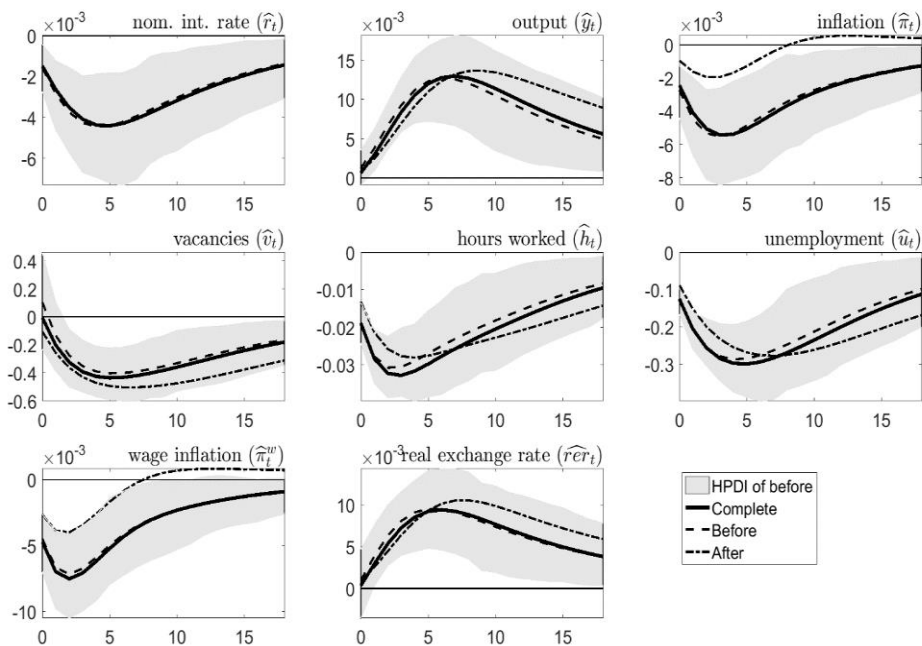 ×10⁻³ nom. int. rate (r̂ₜ)
0
-2
-4
-6
0 5 10 15
×10⁻³ output (ŷₜ)
15
10
5
0
0 5 10 15
×10⁻³ inflation (π̂ₜ)
0
-2
-4
-6
-8
0 5 10 15
vacancies (v̂ₜ)
0.4
0.2
0
-0.2
-0.4
-0.6
0 5 10 15
hours worked (ĥₜ)
0
-0.01
-0.02
-0.03
0 5 10 15
unemployment (ûₜ)
0
-0.1
-0.2
-0.3
0 5 10 15
×10⁻³ wage inflation (π̂ₜʷ)
0
-5
-10
0 5 10 15
×10⁻³ real exchange rate (r̂erₜ)
10
5
0
0 5 10 15
HPDI of before
Complete
Before
After